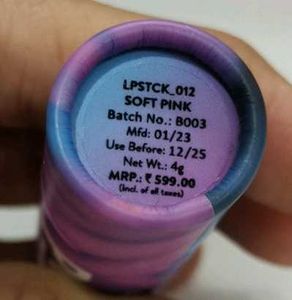 LPSTCK_012
SOFT PINK
Batch No.: B003
Mfd: 01/23
Use Before: 12/25
Net Wt.: 4g
MRP.: ₹ 599.00
(Incl. of all taxes)